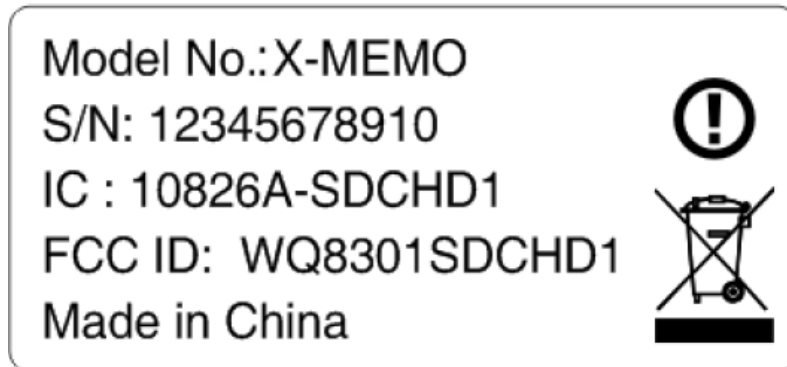 Model No.:X-MEMO
S/N: 12345678910
IC : 10826A-SDCHD1
FCC ID:  WQ8301SDCHD1
Made in China